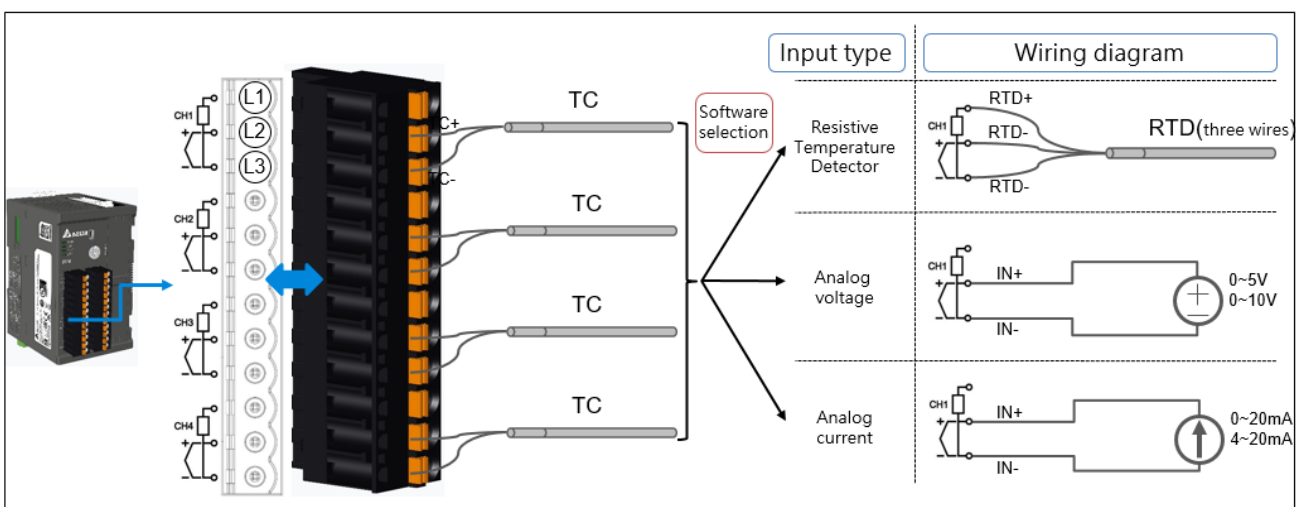 Input type
Wiring diagram
L1
L2
L3
CH1
+
−
CH2
+
−
CH3
+
−
CH4
+
−
TC
TC+
TC-
TC
TC
TC
Software
selection
Resistive
Temperature
Detector
RTD+
CH1
RTD-
+
−
RTD-
RTD(three wires)
Analog
voltage
CH1
+
−
IN+
IN-
0~5V
0~10V
Analog
current
CH1
+
−
IN+
IN-
0~20mA
4~20mA